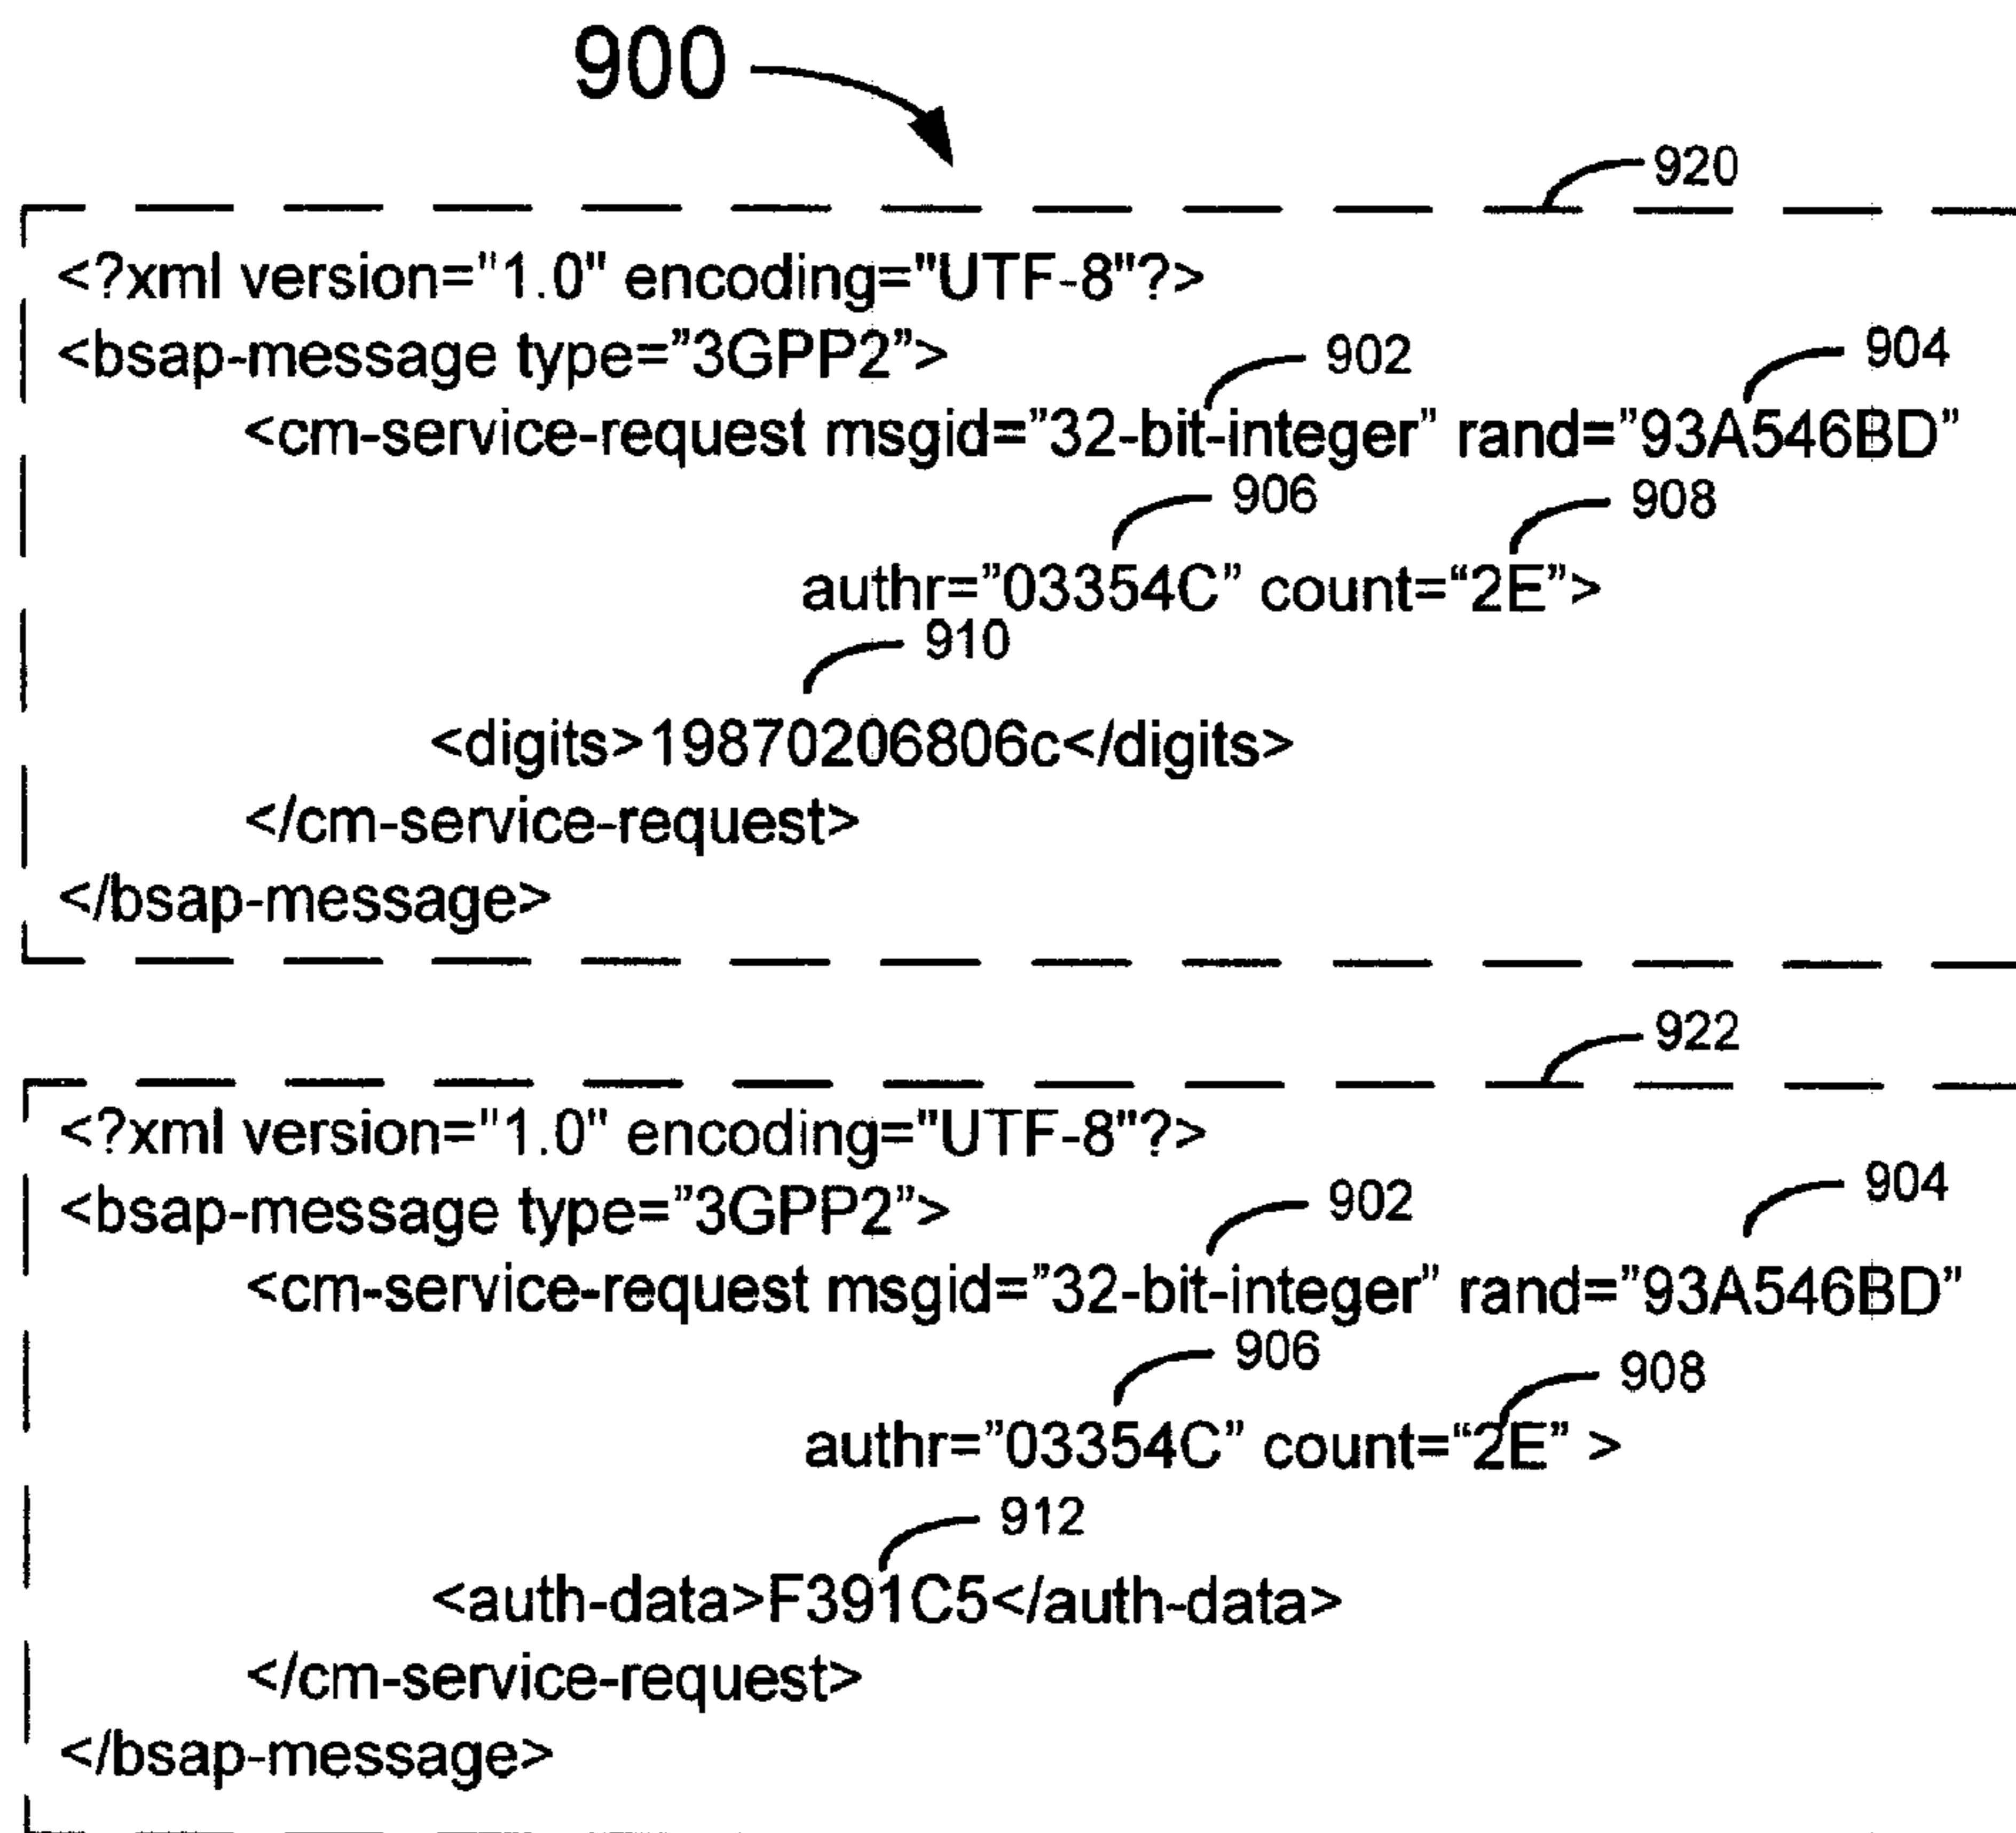 900
920
<?xml version="1.0" encoding="UTF-8"?>
<bsap-message type=”3GPP2”>
902
904
<cm-service-request msgid=”32-bit-integer” rand=”93A546BD”
906
908
authr=”03354C” count=“2E”>
910
<digits>19870206806c</digits>
</cm-service-request>
</bsap-message>
922
<?xml version="1.0" encoding="UTF-8"?>
<bsap-message type=”3GPP2”>
902
904
<cm-service-request msgid=”32-bit-integer” rand=”93A546BD”
906
908
authr=”03354C” count=“2E” >
912
<auth-data>F391C5</auth-data>
</cm-service-request>
</bsap-message>